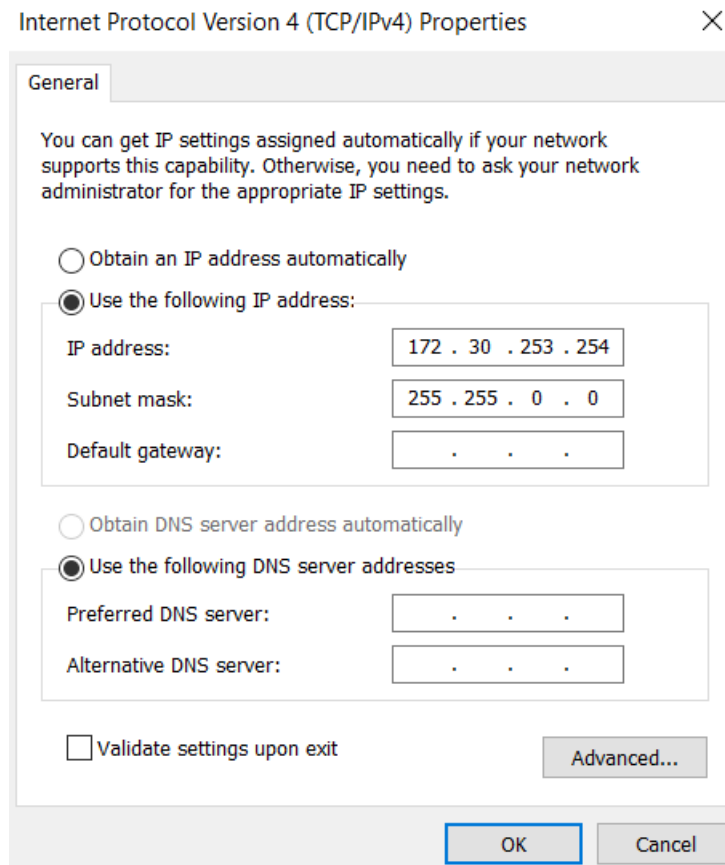 Internet Protocol Version 4 (TCP/IPv4) Properties
General
You can get IP settings assigned automatically if your network
supports this capability. Otherwise, you need to ask your network
administrator for the appropriate IP settings.
Obtain an IP address automatically
Use the following IP address:
IP address: 172 . 30 . 253 . 254
Subnet mask: 255 . 255 . 0 . 0
Default gateway: . . .
Obtain DNS server address automatically
Use the following DNS server addresses
Preferred DNS server: . . .
Alternative DNS server: . . .
Validate settings upon exit
Advanced...
OK Cancel